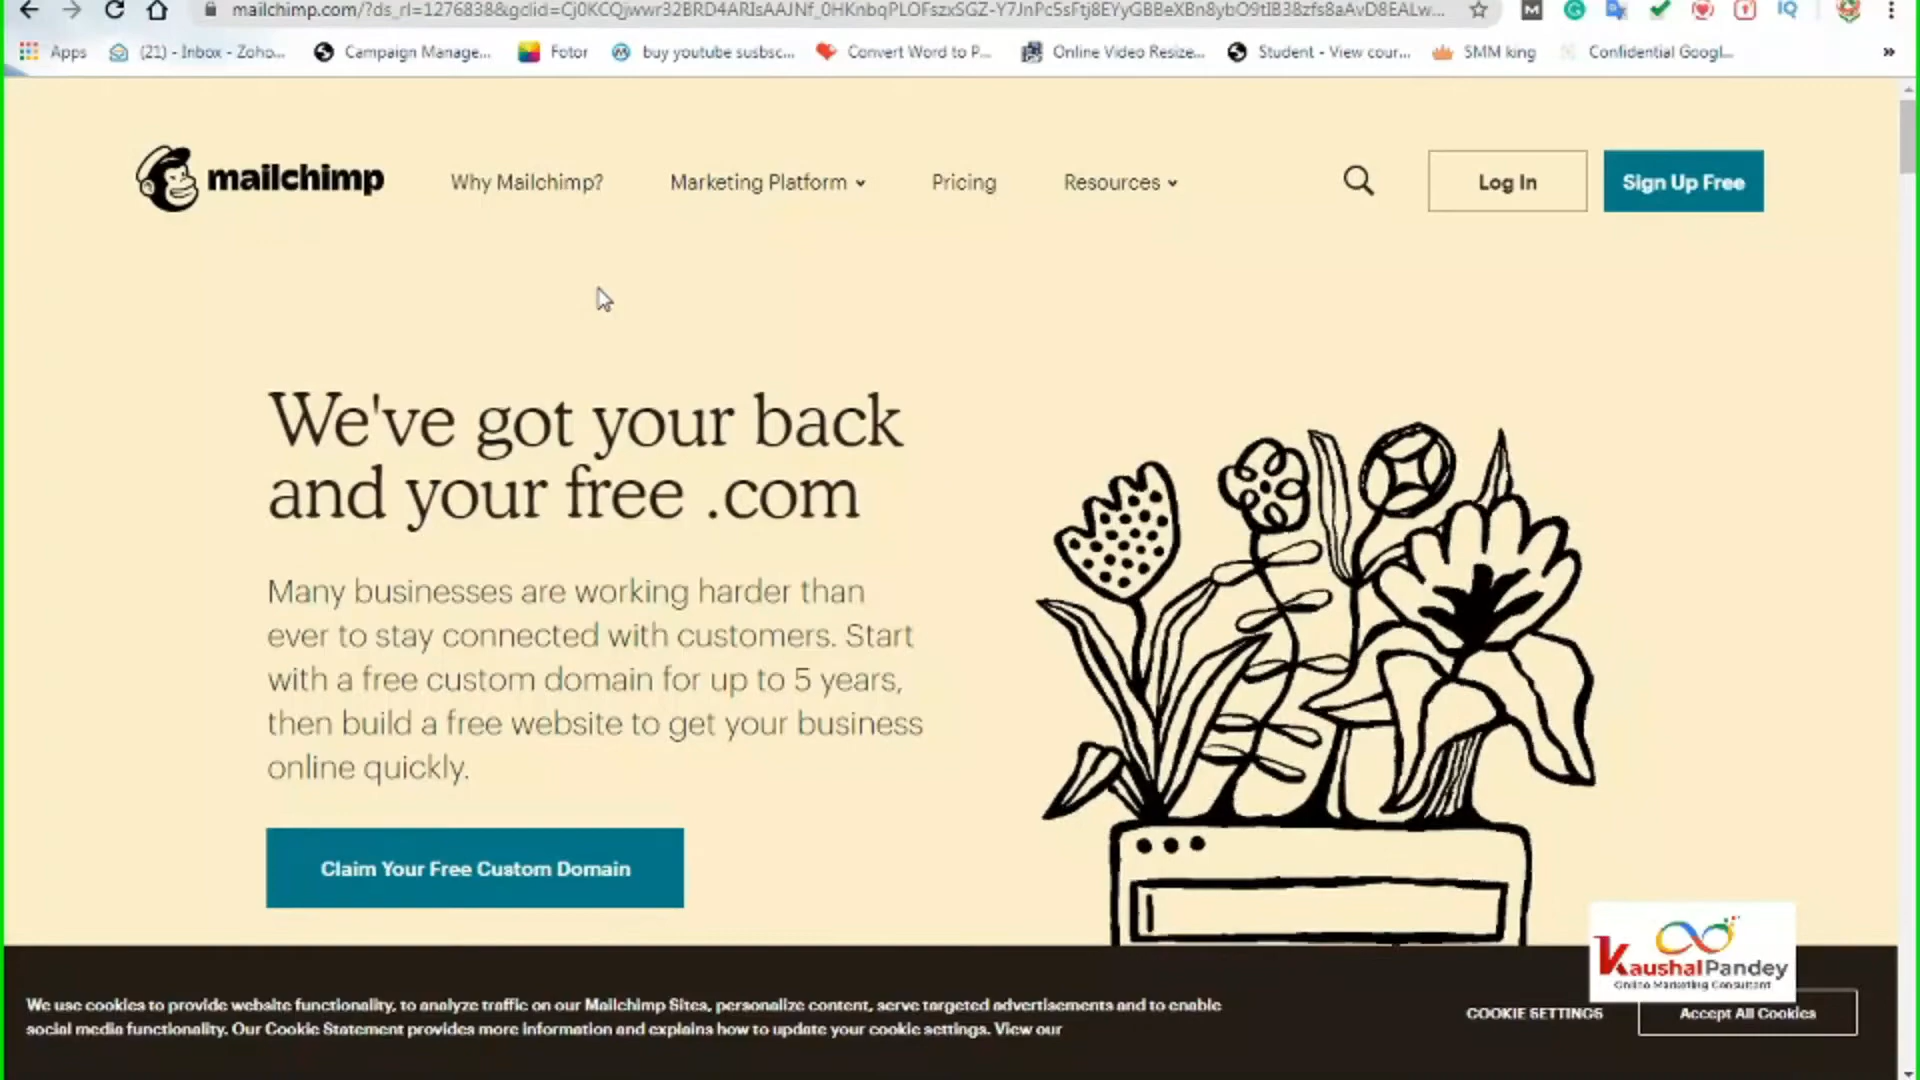 mailchimp.com/?ds_rl=1276838&gclid=Cj0KCQjwwr32BRD4ARIsAAJNf_0HKnbqPLOFszxSGZ-Y7JnPc5sFtj8EYyGBBeXBn8ybO9tIB38zfs8aAvD8EALw...
Apps (21) - Inbox - Zoho... Campaign Manage... Fotor buy youtube susbsc... Convert Word to P... Online Video Resize... Student - View cour... SMM king Confidential Googl... »
mailchimp Why Mailchimp? Marketing Platform Pricing Resources Log In Sign Up Free
We've got your back
and your free .com
Many businesses are working harder than
ever to stay connected with customers. Start
with a free custom domain for up to 5 years,
then build a free website to get your business
online quickly.
Claim Your Free Custom Domain
KaushalPandey
Online Marketing Consultant
We use cookies to provide website functionality, to analyze traffic on our Mailchimp Sites, personalize content, serve targeted advertisements and to enable
social media functionality. Our Cookie Statement provides more information and explains how to update your cookie settings. View our
COOKIE SETTINGS
Accept All Cookies